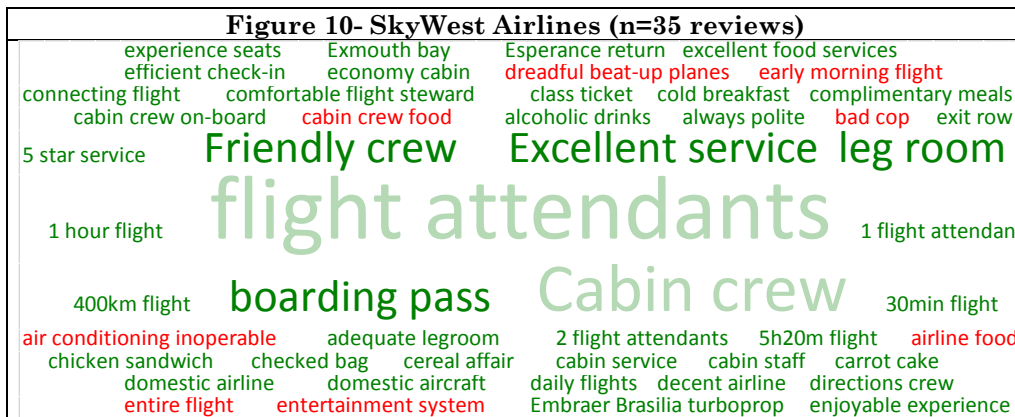 Figure 10- SkyWest Airlines (n=35 reviews)
experience seats Exmouth bay Esperance return excellent food services
efficient check-in economy cabin dreadful beat-up planes early morning flight
connecting flight comfortable flight steward class ticket cold breakfast complimentary meals
cabin crew on-board cabin crew food alcoholic drinks always polite bad cop exit row
5 star service Friendly crew Excellent service leg room
flight attendants
1 hour flight 1 flight attendan
Cabin crew
400km flight boarding pass 30min flight
air conditioning inoperable adequate legroom 2 flight attendants 5h20m flight airline food
chicken sandwich checked bag cereal affair cabin service cabin staff carrot cake
domestic airline domestic aircraft daily flights decent airline directions crew
entire flight entertainment system Embraer Brasilia turboprop enjoyable experience